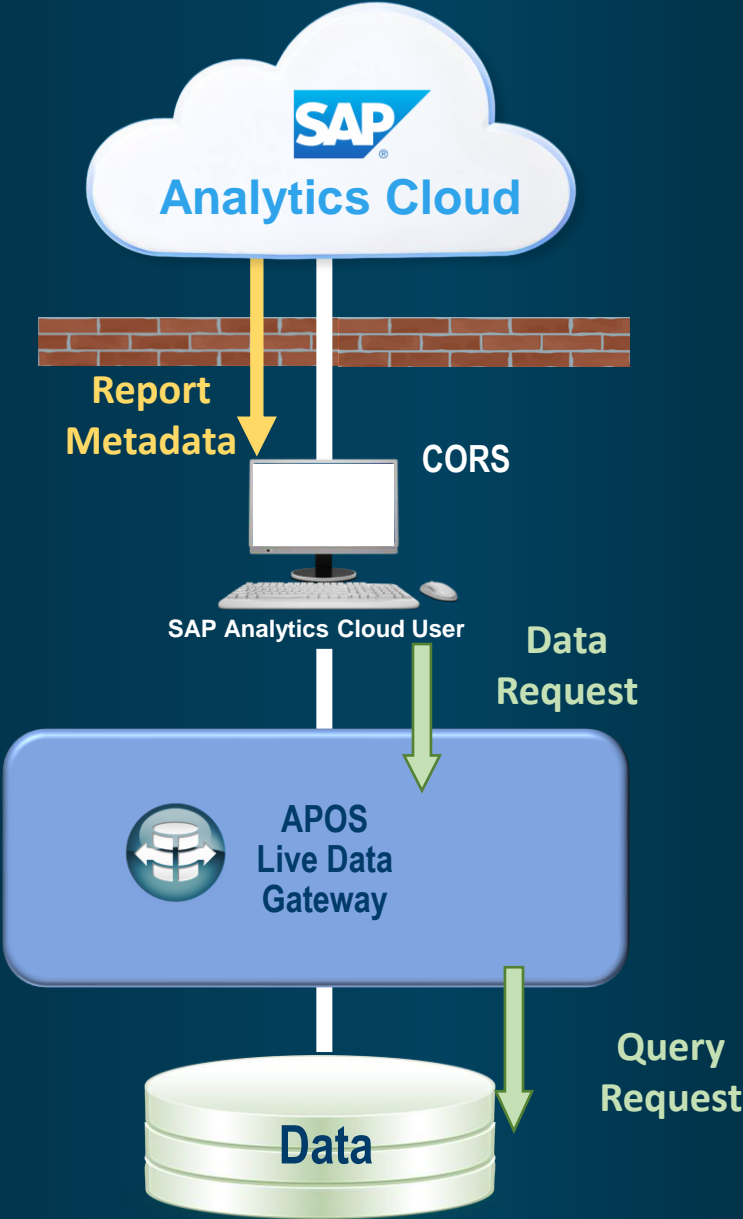 SAP
®
Analytics Cloud
Report
Metadata
CORS
SAP Analytics Cloud User
Data
Request
APOS
Live Data
Gateway
Query
Request
Data